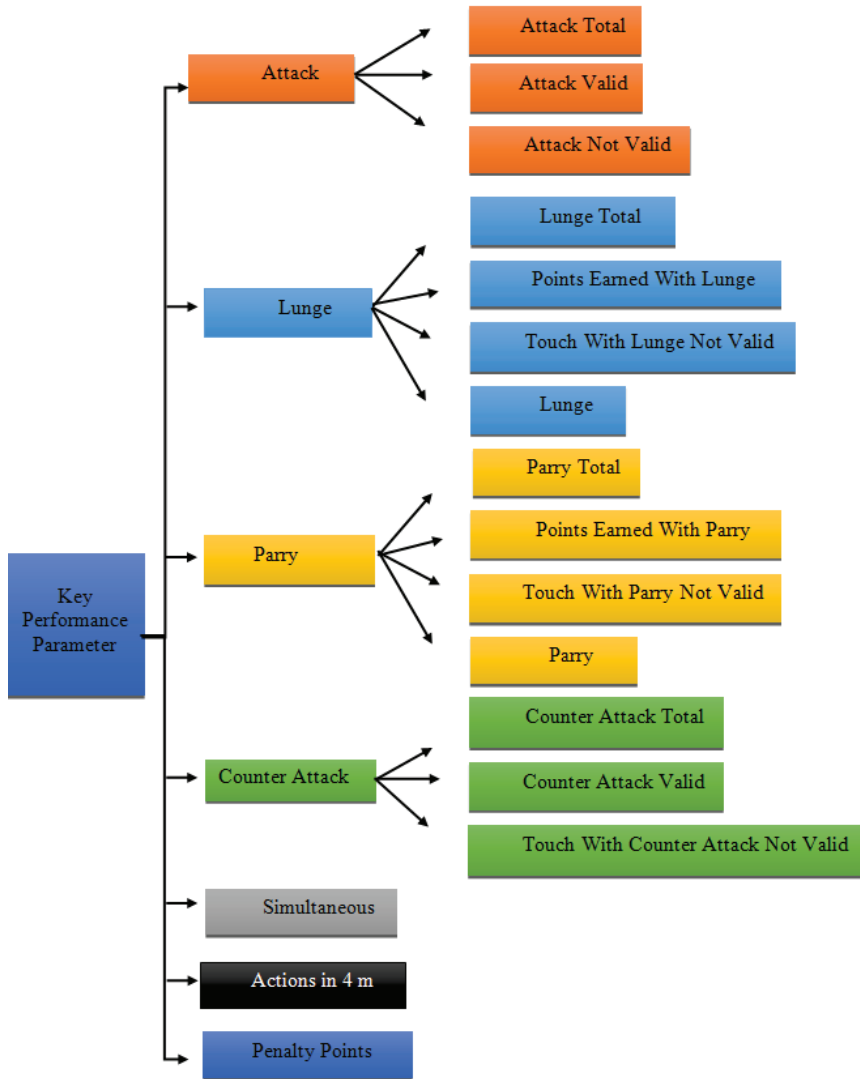 Key
Performance
Parameter
Attack
Attack Total
Attack Valid
Attack Not Valid
Lunge
Lunge Total
Points Earned With Lunge
Touch With Lunge Not Valid
Lunge
Parry
Parry Total
Points Earned With Parry
Touch With Parry Not Valid
Parry
Counter Attack
Counter Attack Total
Counter Attack Valid
Touch With Counter Attack Not Valid
Simultaneous
Actions in 4 m
Penalty Points